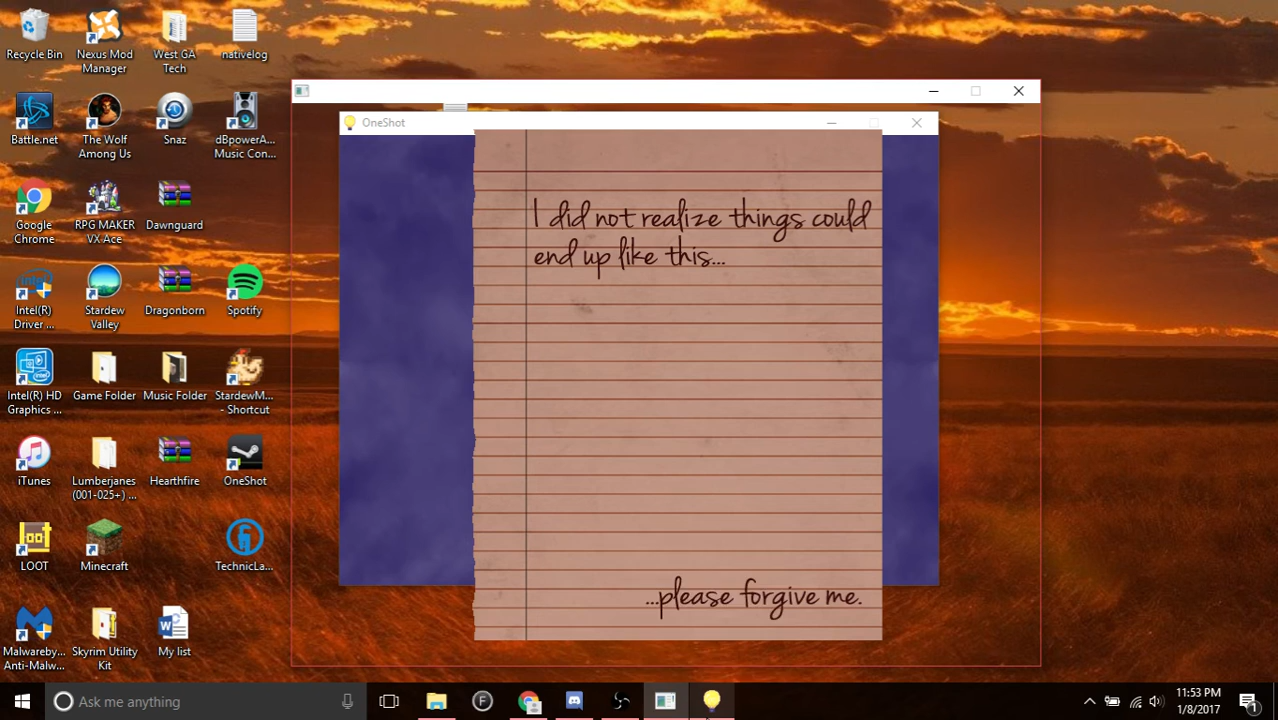 Recycle Bin
Nexus Mod
Manager
West GA
Tech
nativelog
Battle.net
The Wolf
Among Us
Snaz
dBpowerA...
Music Con...
Google
Chrome
RPG MAKER
VX Ace
Dawnguard
Intel(R)
Driver ...
Stardew
Valley
Dragonborn
Spotify
Intel(R) HD
Graphics ...
Game Folder
Music Folder
StardewM...
- Shortcut
iTunes
Lumberjanes
(001-025+) ...
Hearthfire
OneShot
LOOT
Minecraft
TechnicLa...
Malwareby...
Anti-Malw...
Skyrim Utility
Kit
My list
OneShot
I did not realize things could
end up like this...
...please forgive me.
Ask me anything
11:53 PM
1/8/2017
1